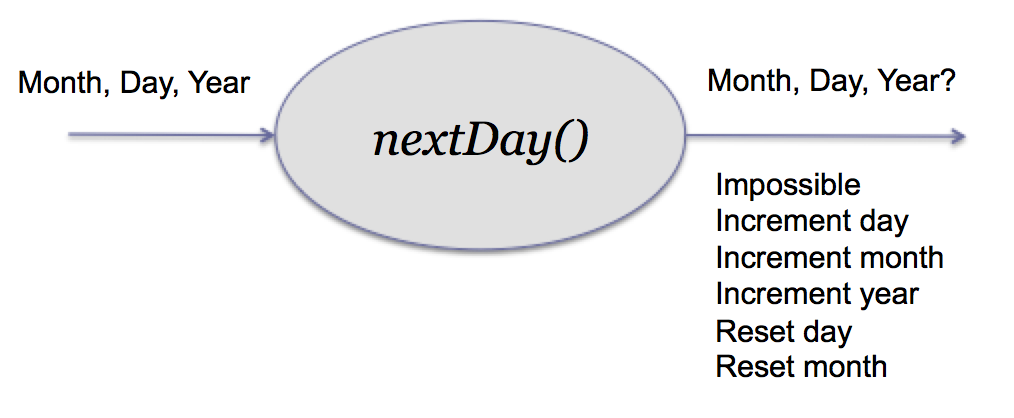 Month, Day, Year
nextDay()
Month, Day, Year?
Impossible
Increment day
Increment month
Increment year
Reset day
Reset month